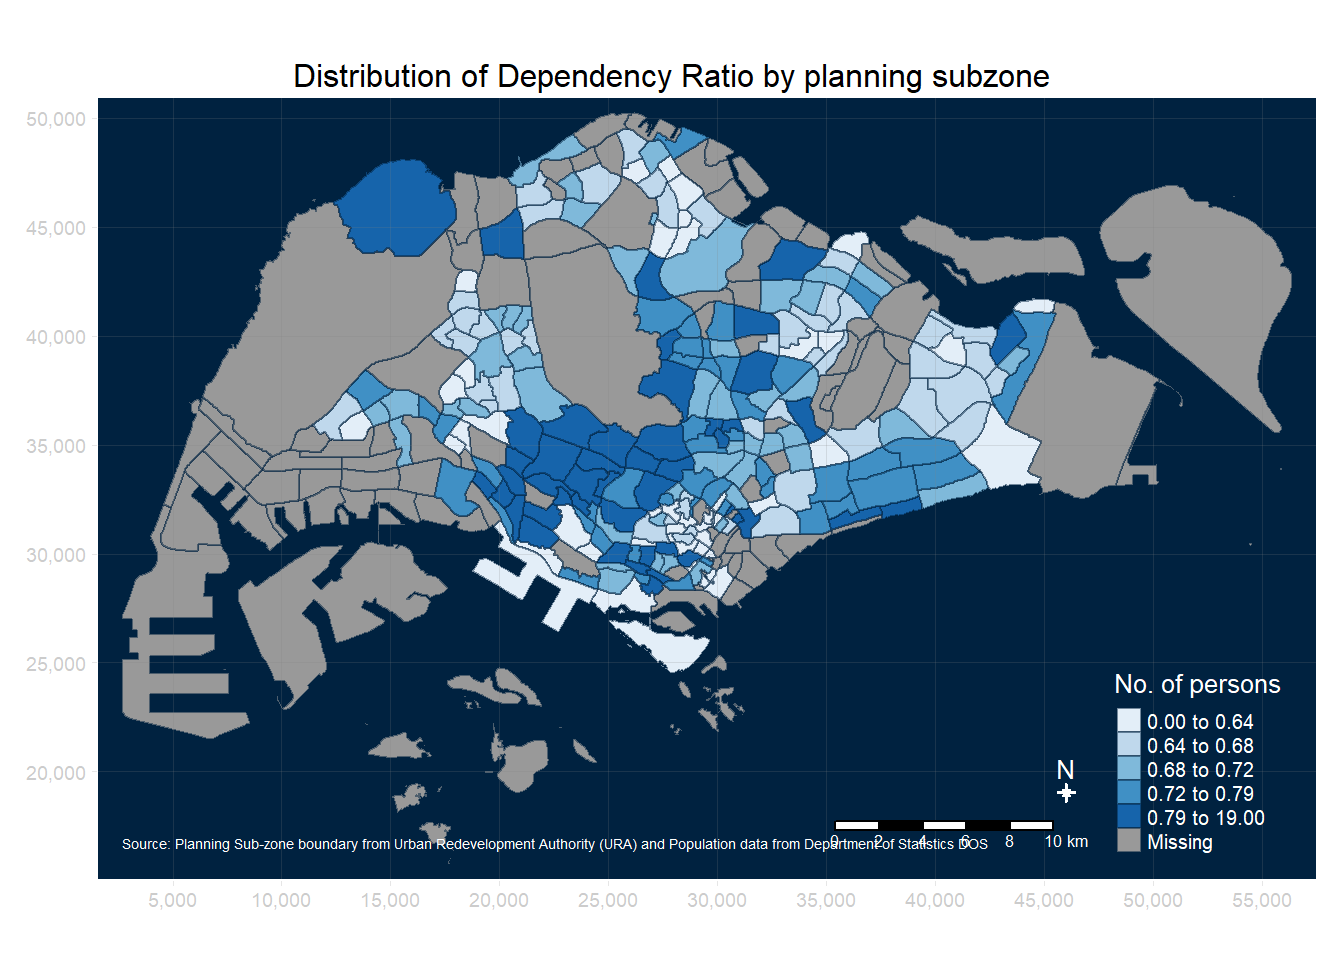 Distribution of Dependency Ratio by planning subzone
50,000
45,000
40,000
35,000
30,000
25,000
20,000
No. of persons
0.00 to 0.64
0.64 to 0.68
0.68 to 0.72
0.72 to 0.79
0.79 to 19.00
Missing
N
0 2 4 6 8 10 km
Source: Planning Sub-zone boundary from Urban Redevelopment Authority (URA) and Population data from Department of Statistics DOS
5,000 10,000 15,000 20,000 25,000 30,000 35,000 40,000 45,000 50,000 55,000